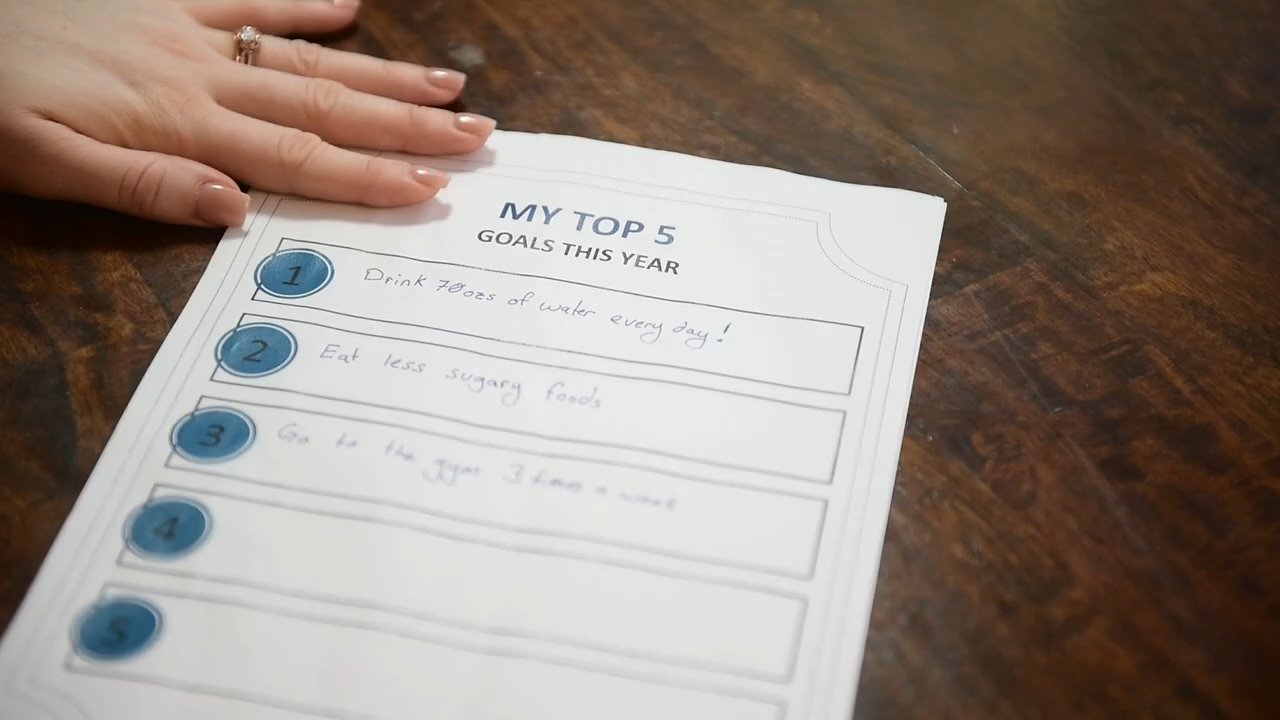 MY TOP 5
GOALS THIS YEAR
1 Drink 70ozs of water every day!
2 Eat less sugary foods
3 Go to the gym 3 times a week
4
5